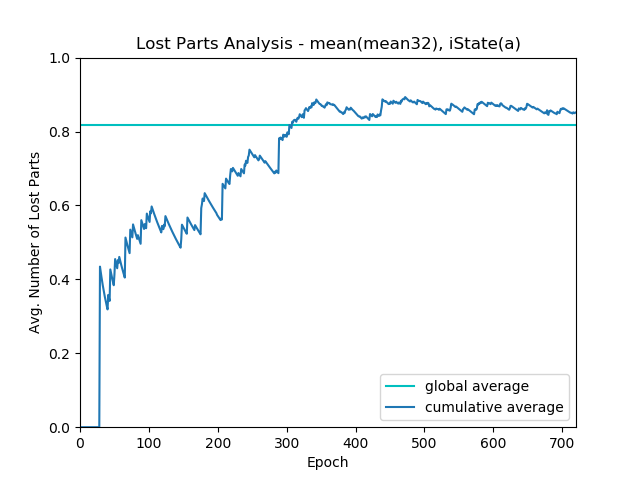 Lost Parts Analysis - mean(mean32), iState(a)
1.0
0.8
0.6
0.4
0.2
0.0
Avg. Number of Lost Parts
global average
cumulative average
0 100 200 300 400 500 600 700
Epoch